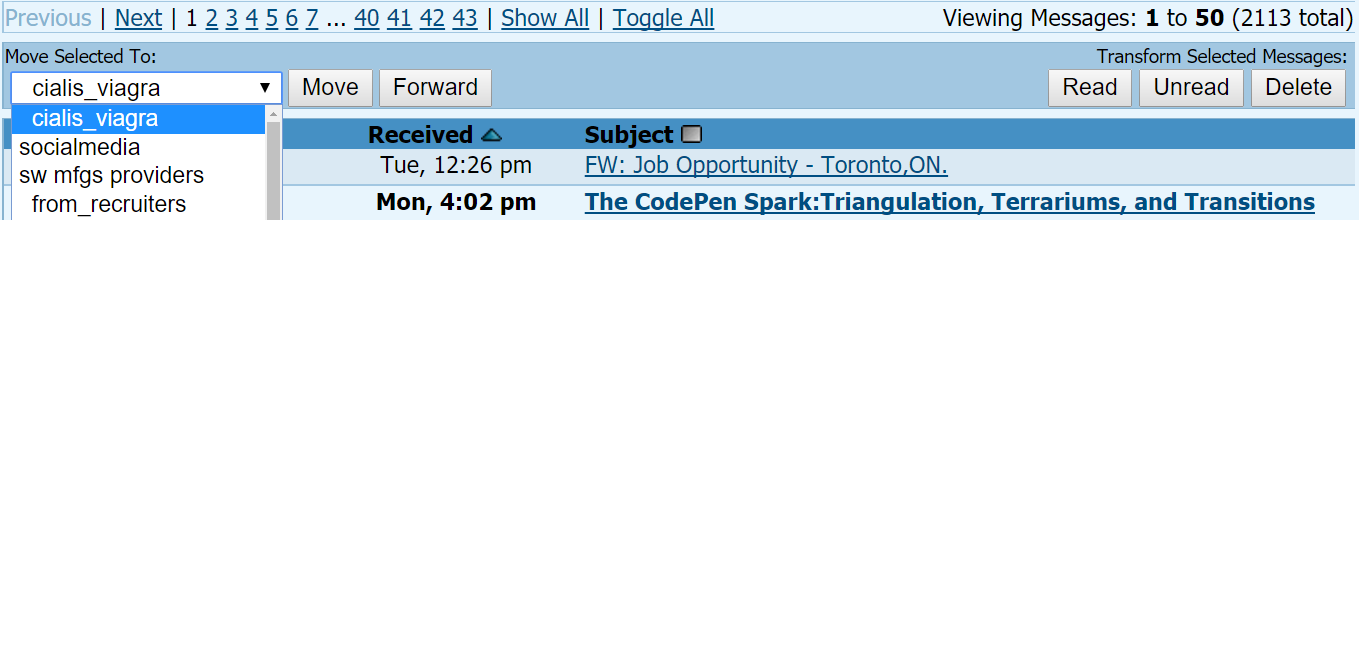 Previous | Next | 1 2 3 4 5 6 7 ... 40 41 42 43 | Show All | Toggle All Viewing Messages: 1 to 50 (2113 total)
Move Selected To: Transform Selected Messages:
cialis_viagra Move Forward Read Unread Delete
cialis_viagra
socialmedia
sw mfgs providers
from_recruiters
Received Subject
Tue, 12:26 pm FW: Job Opportunity - Toronto,ON.
Mon, 4:02 pm The CodePen Spark:Triangulation, Terrariums, and Transitions